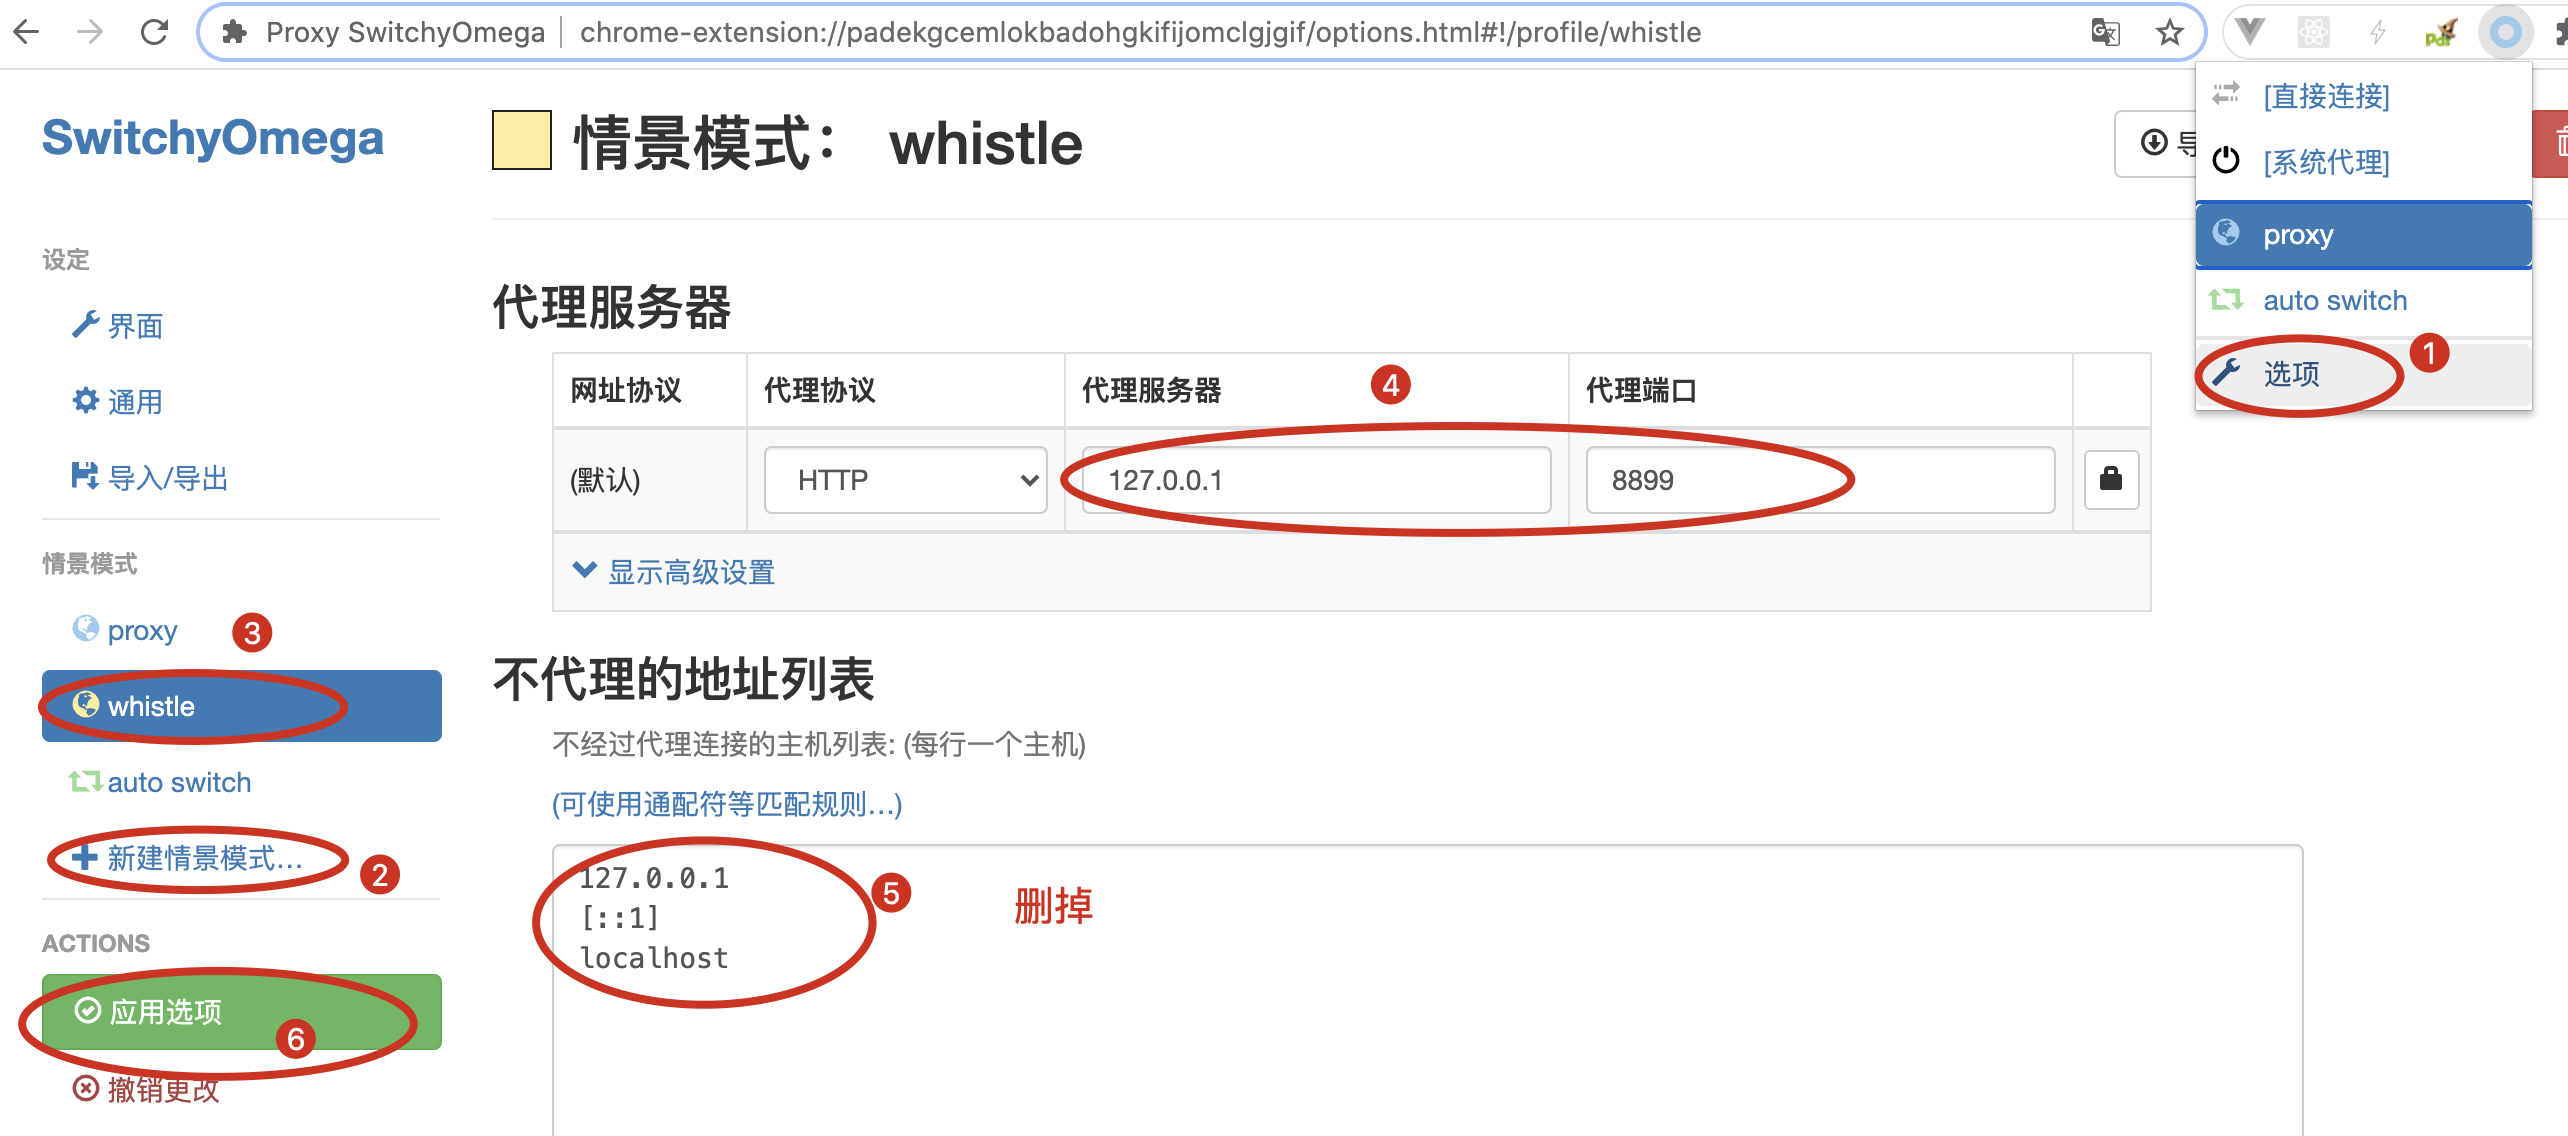 Proxy SwitchyOmega | chrome-extension://padekgcemlokbadohgkifijomclgjgif/options.html#!/profile/whistle
[直接连接]
[系统代理]
proxy
auto switch
选项
1
SwitchyOmega
情景模式： whistle
导
设定
界面
通用
导入/导出
情景模式
proxy
3
whistle
auto switch
新建情景模式...
2
ACTIONS
应用选项
6
撤销更改
代理服务器
网址协议 代理协议 代理服务器 4 代理端口
(默认) HTTP 127.0.0.1 8899
显示高级设置
不代理的地址列表
不经过代理连接的主机列表: (每行一个主机)
(可使用通配符等匹配规则...)
127.0.0.1
[::1]
localhost
5
删掉